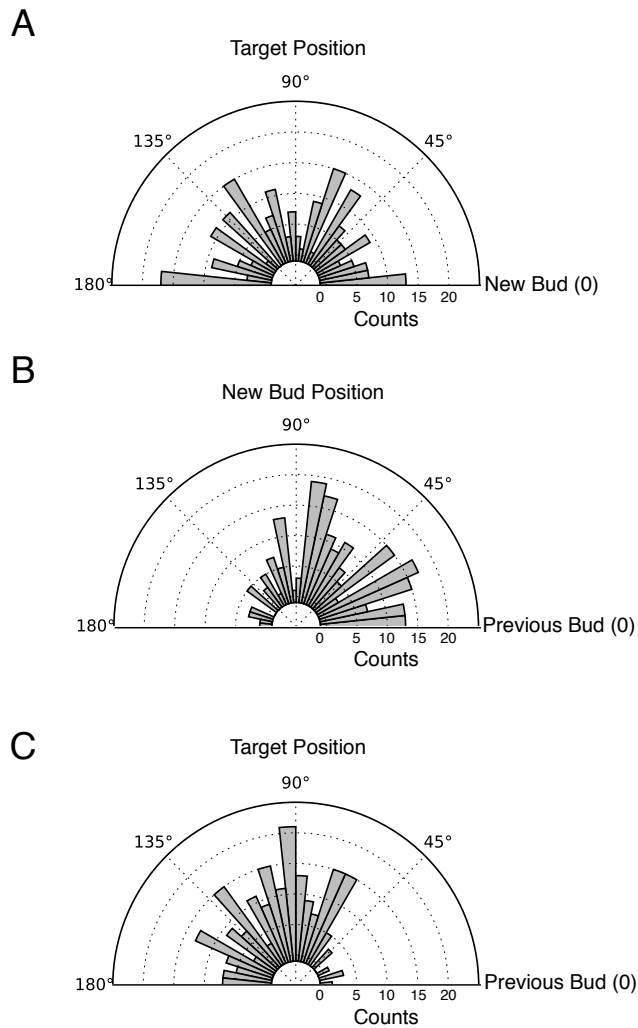 A
Target Position
90°
135° 45°
180° New Bud (0)
0 5 10 15 20
Counts
B
New Bud Position
90°
135° 45°
180° Previous Bud (0)
0 5 10 15 20
Counts
C
Target Position
90°
135° 45°
180° Previous Bud (0)
0 5 10 15 20
Counts